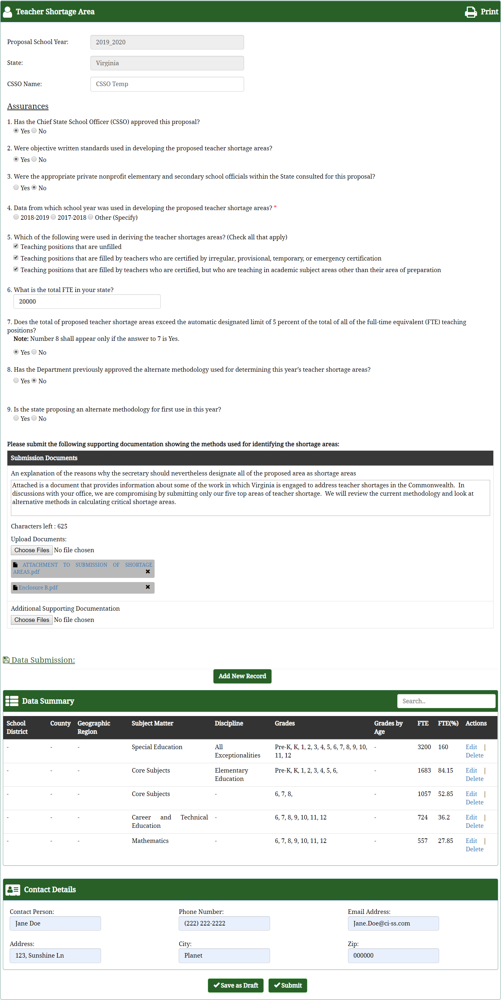 Teacher Shortage Area
Print
Proposal School Year:
2019_2020
State:
Virginia
CSSO Name:
CSSO Temp
Assurances
1. Has the Chief State School Officer (CSSO) approved this proposal?
Yes No
2. Were objective written standards used in developing the proposed teacher shortage areas?
Yes No
3. Were the appropriate private nonprofit elementary and secondary school officials within the State consulted for this proposal?
Yes No
4. Data from which school year was used in developing the proposed teacher shortage areas? *
2018-2019 2017-2018 Other (Specify)
5. Which of the following were used in deriving the teacher shortages areas? (Check all that apply)
Teaching positions that are unfilled
Teaching positions that are filled by teachers who are certified by irregular, provisional, temporary, or emergency certification
Teaching positions that are filled by teachers who are certified, but who are teaching in academic subject areas other than their area of preparation
6. What is the total FTE in your state?
20000
7. Does the total of proposed teacher shortage areas exceed the automatic designated limit of 5 percent of the total of all of the full-time equivalent (FTE) teaching
positions?
Note: Number 8 shall appear only if the answer to 7 is Yes.
Yes No
8. Has the Department previously approved the alternate methodology used for determining this year’s teacher shortage areas?
Yes No
9. Is the state proposing an alternate methodology for first use in this year?
Yes No
Please submit the following supporting documentation showing the methods used for identifying the shortage areas:
Submission Documents
An explanation of the reasons why the secretary should nevertheless designate all of the proposed area as shortage areas
Attached is a document that provides information about some of the work in which Virginia is engaged to address teacher shortages in the Commonwealth. In
discussions with your office, we are compromising by submitting only our five top areas of teacher shortage. We will review the current methodology and look at
alternative methods in calculating critical shortage areas.
Characters left : 625
Upload Documents:
Choose Files No file chosen
ATTACHMENT TO SUBMISSION OF SHORTAGE
AREAS.pdf
Enclosure B.pdf
Additional Supporting Documentation
Choose Files No file chosen
Data Submission:
Add New Record
Data Summary
Search..
School District County Geographic Region Subject Matter Discipline Grades Grades by Age FTE FTE(%) Actions
- - - Special Education All Exceptionalities Pre-K, K, 1, 2, 3, 4, 5, 6, 7, 8, 9, 10, 11, 12 - 3200 160 Edit | Delete
- - - Core Subjects Elementary Education Pre-K, K, 1, 2, 3, 4, 5, 6, - 1683 84.15 Edit | Delete
- - - Core Subjects - 6, 7, 8, - 1057 52.85 Edit | Delete
- - - Career and Technical Education - 6, 7, 8, 9, 10, 11, 12 - 724 36.2 Edit | Delete
- - - Mathematics - 6, 7, 8, 9, 10, 11, 12 - 557 27.85 Edit | Delete
Contact Details
Contact Person: Phone Number: Email Address:
Jane Doe (222) 222-2222 Jane.Doe@ci-ss.com
Address: City: Zip:
123, Sunshine Ln Planet 000000
Save as Draft Submit